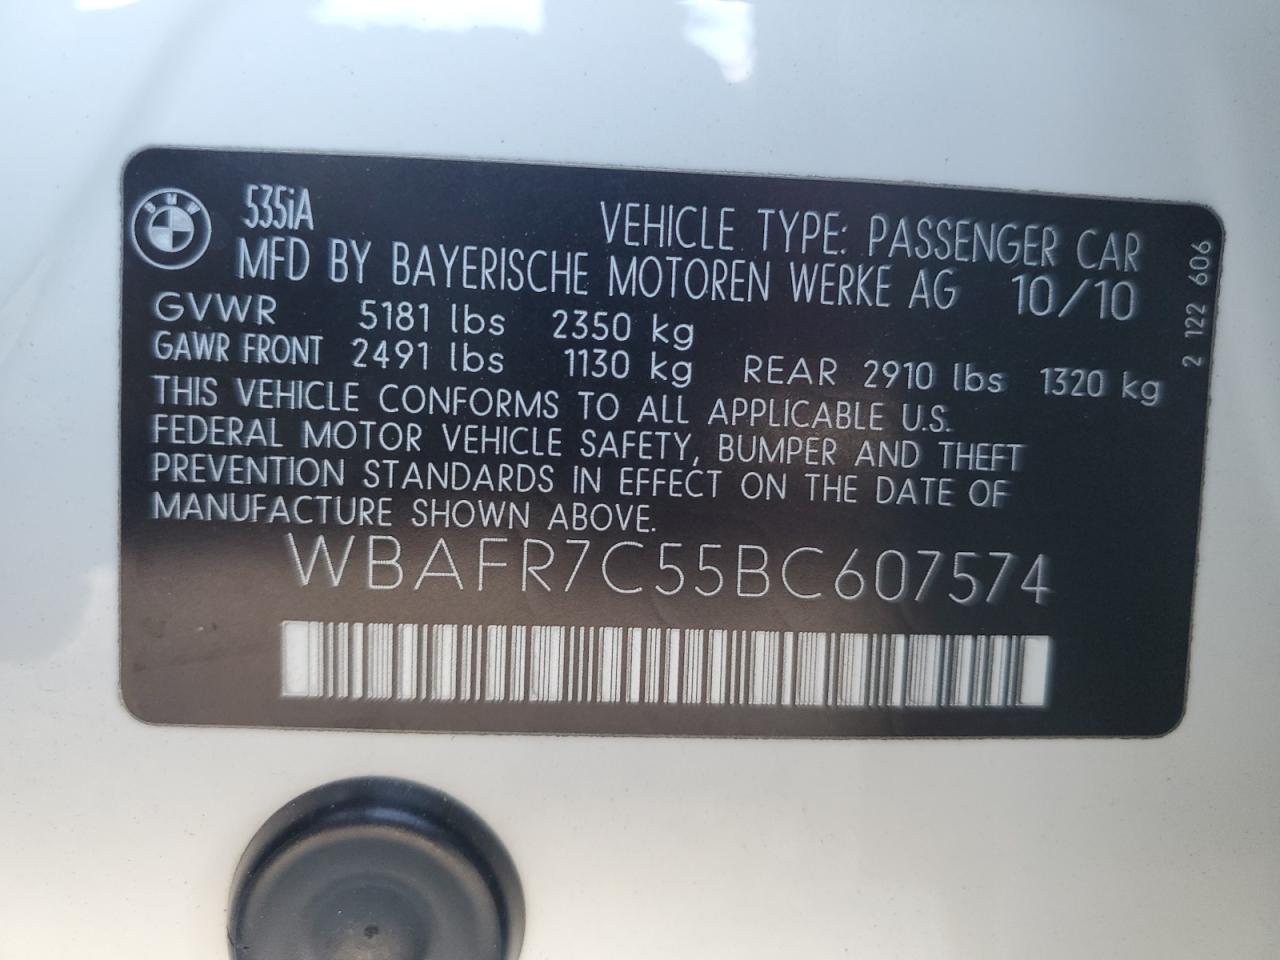 BMW
535iA
VEHICLE TYPE: PASSENGER CAR
MFD BY BAYERISCHE MOTOREN WERKE AG 10/10
GVWR 5181 lbs 2350 kg
GAWR FRONT 2491 lbs 1130 kg REAR 2910 lbs 1320 kg
THIS VEHICLE CONFORMS TO ALL APPLICABLE U.S.
FEDERAL MOTOR VEHICLE SAFETY, BUMPER AND THEFT
PREVENTION STANDARDS IN EFFECT ON THE DATE OF
MANUFACTURE SHOWN ABOVE.
WBAFR7C55BC607574
2 122 606